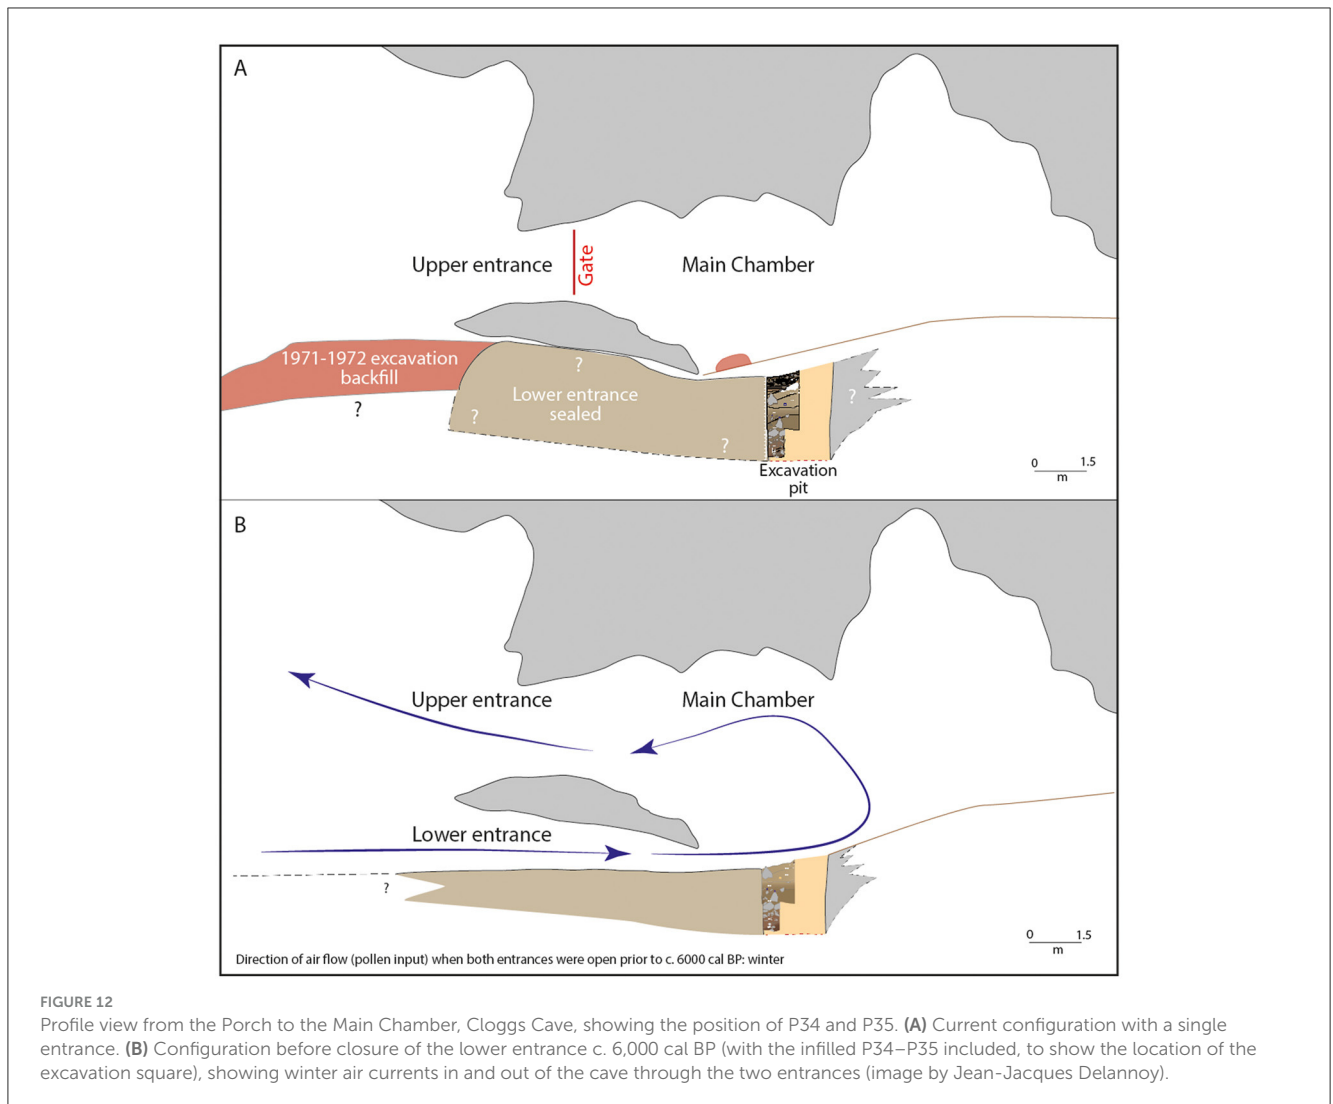 A
Upper entrance
Gate
Main Chamber
1971-1972 excavation
backfill
?
?
Lower entrance
sealed
?
?
?
Excavation
pit
0 1.5
m
B
Upper entrance
Main Chamber
Lower entrance
?
0 1.5
m
Direction of air flow (pollen input) when both entrances were open prior to c. 6000 cal BP: winter
FIGURE 12
Profile view from the Porch to the Main Chamber, Cloggs Cave, showing the position of P34 and P35. (A) Current configuration with a single
entrance. (B) Configuration before closure of the lower entrance c. 6,000 cal BP (with the infilled P34–P35 included, to show the location of the
excavation square), showing winter air currents in and out of the cave through the two entrances (image by Jean-Jacques Delannoy).